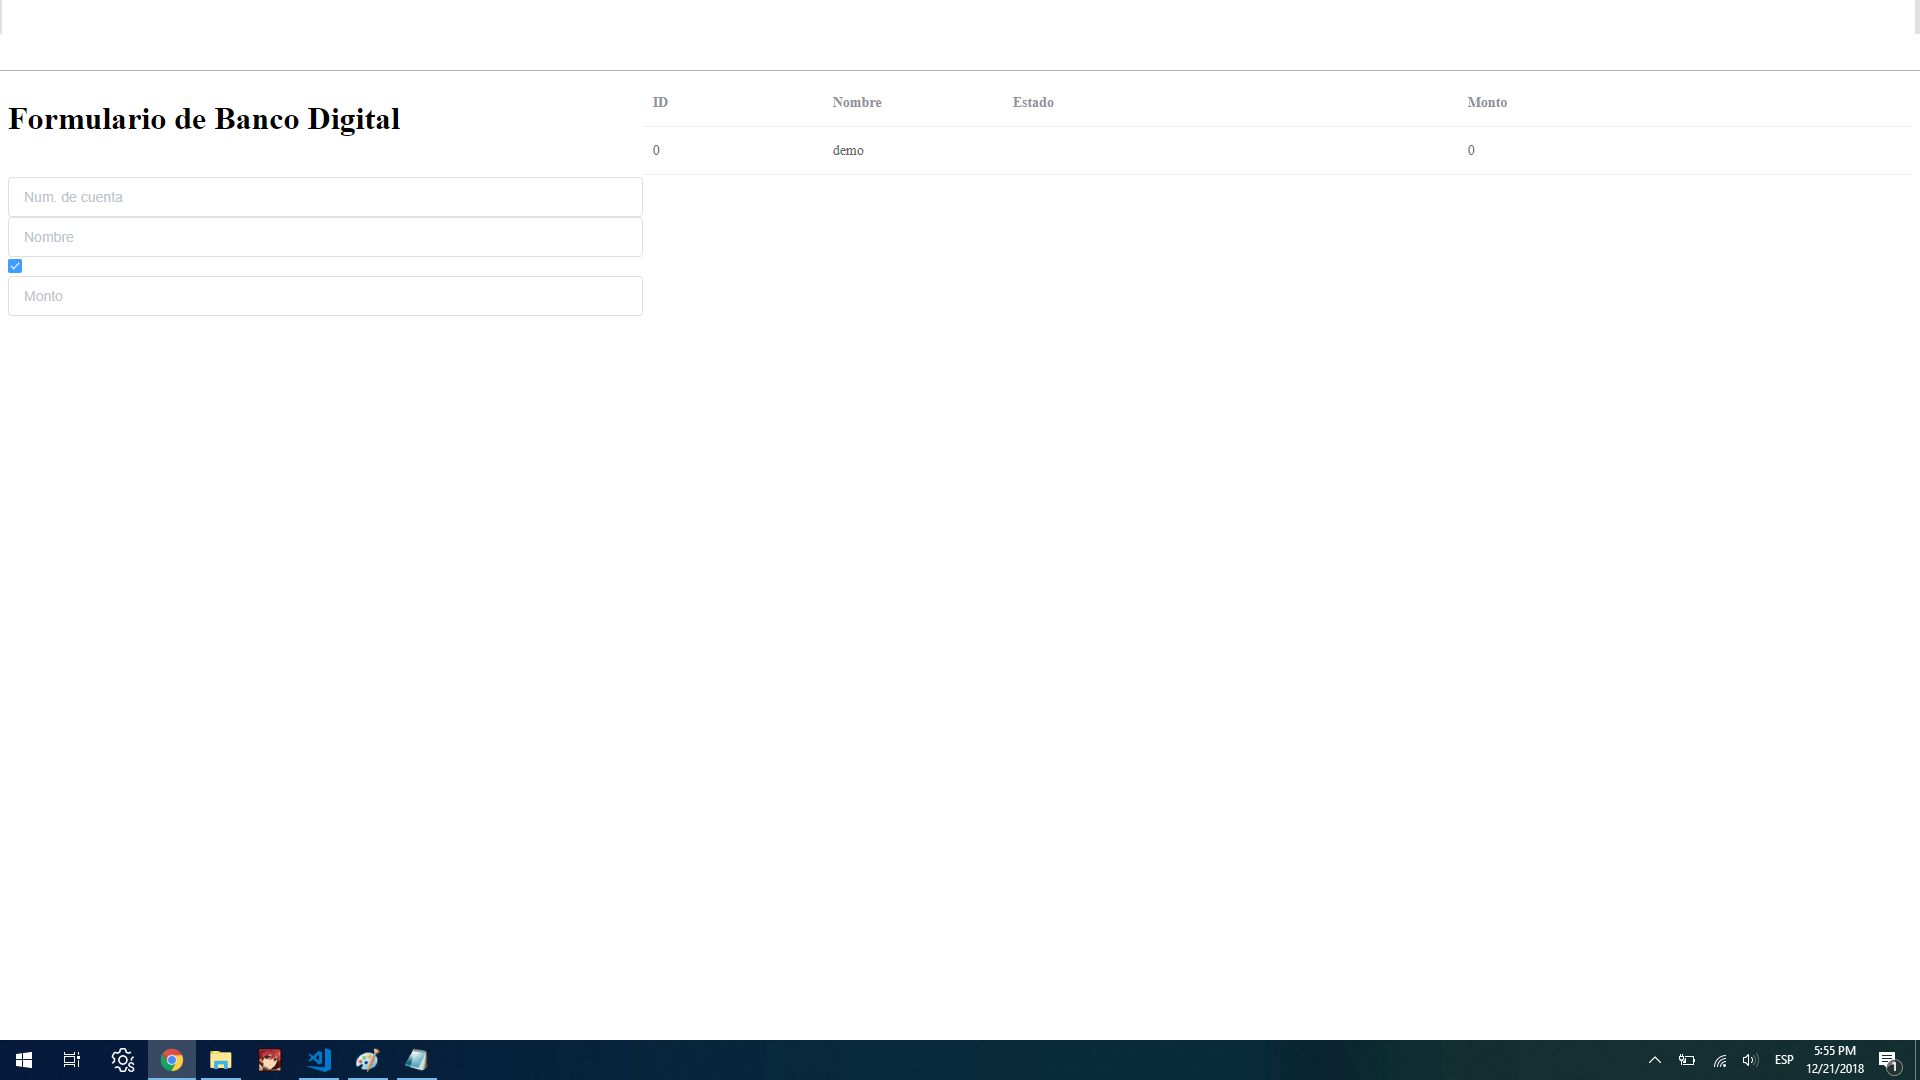 Formulario de Banco Digital
Num. de cuenta
Nombre
Monto
ID Nombre Estado Monto
0 demo 0
ESP
5:55 PM
12/21/2018
1